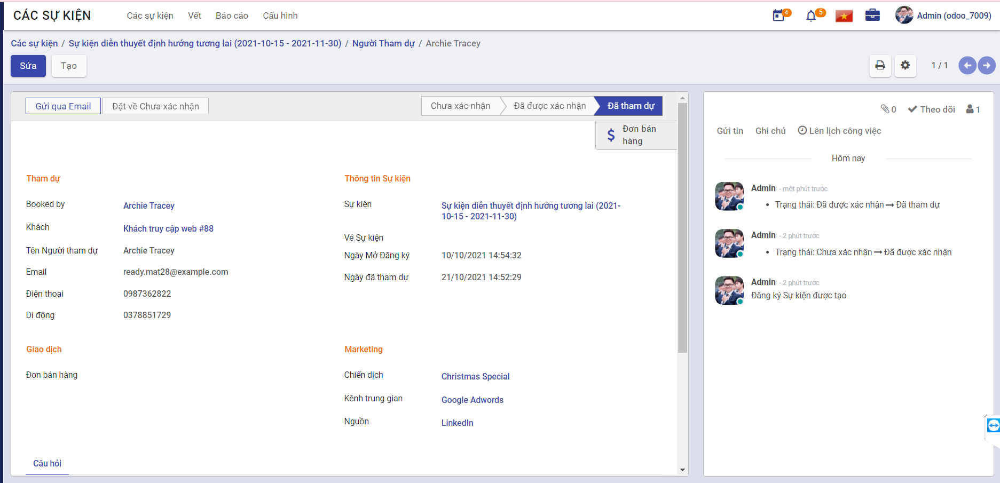 CÁC SỰ KIỆN
Các sự kiện
Vết
Báo cáo
Cấu hình
4
5
Admin (odoo_7009)
Các sự kiện / Sự kiện diễn thuyết định hướng tương lai (2021-10-15 - 2021-11-30) / Người Tham dự / Archie Tracey
Sửa
Tạo
1 / 1
Gửi qua Email
Đặt về Chưa xác nhận
Chưa xác nhận
Đã được xác nhận
Đã tham dự
$ Đơn bán
hàng
Tham dự
Booked by Archie Tracey
Khách Khách truy cập web #88
Tên Người tham dự Archie Tracey
Email ready.mat28@example.com
Điện thoại 0987362822
Di động 0378851729
Thông tin Sự kiện
Sự kiện Sự kiện diễn thuyết định hướng tương lai (2021-
10-15 - 2021-11-30)
Vé Sự kiện
Ngày Mở Đăng ký 10/10/2021 14:54:32
Ngày đã tham dự 21/10/2021 14:52:29
Giao dịch
Đơn bán hàng
Marketing
Chiến dịch Christmas Special
Kênh trung gian Google Adwords
Nguồn LinkedIn
Câu hỏi
0
Theo dõi
1
Gửi tin
Ghi chú
Lên lịch công việc
Hôm nay
Admin - một phút trước
• Trạng thái: Đã được xác nhận → Đã tham dự
Admin - 2 phút trước
• Trạng thái: Chưa xác nhận → Đã được xác nhận
Admin - 2 phút trước
Đăng ký Sự kiện được tạo